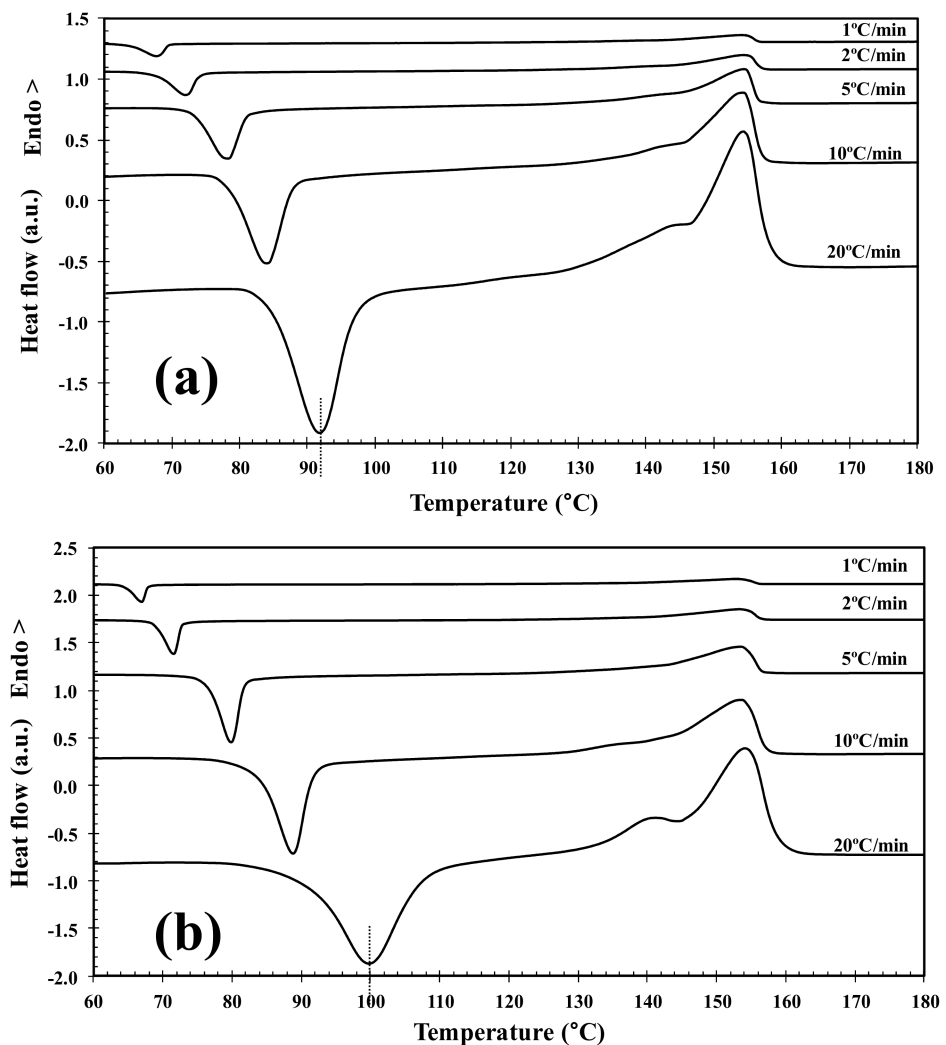 1.5
1.0
0.5
0.0
-0.5
-1.0
-1.5
-2.0
Heat flow (a.u.) Endo >
1ºC/min
2ºC/min
5ºC/min
10ºC/min
20ºC/min
(a)
60 70 80 90 100 110 120 130 140 150 160 170 180
Temperature (°C)
2.5
2.0
1.5
1.0
0.5
0.0
-0.5
-1.0
-1.5
-2.0
Heat flow (a.u.) Endo >
1ºC/min
2ºC/min
5ºC/min
10ºC/min
20ºC/min
(b)
60 70 80 90 100 110 120 130 140 150 160 170 180
Temperature (°C)